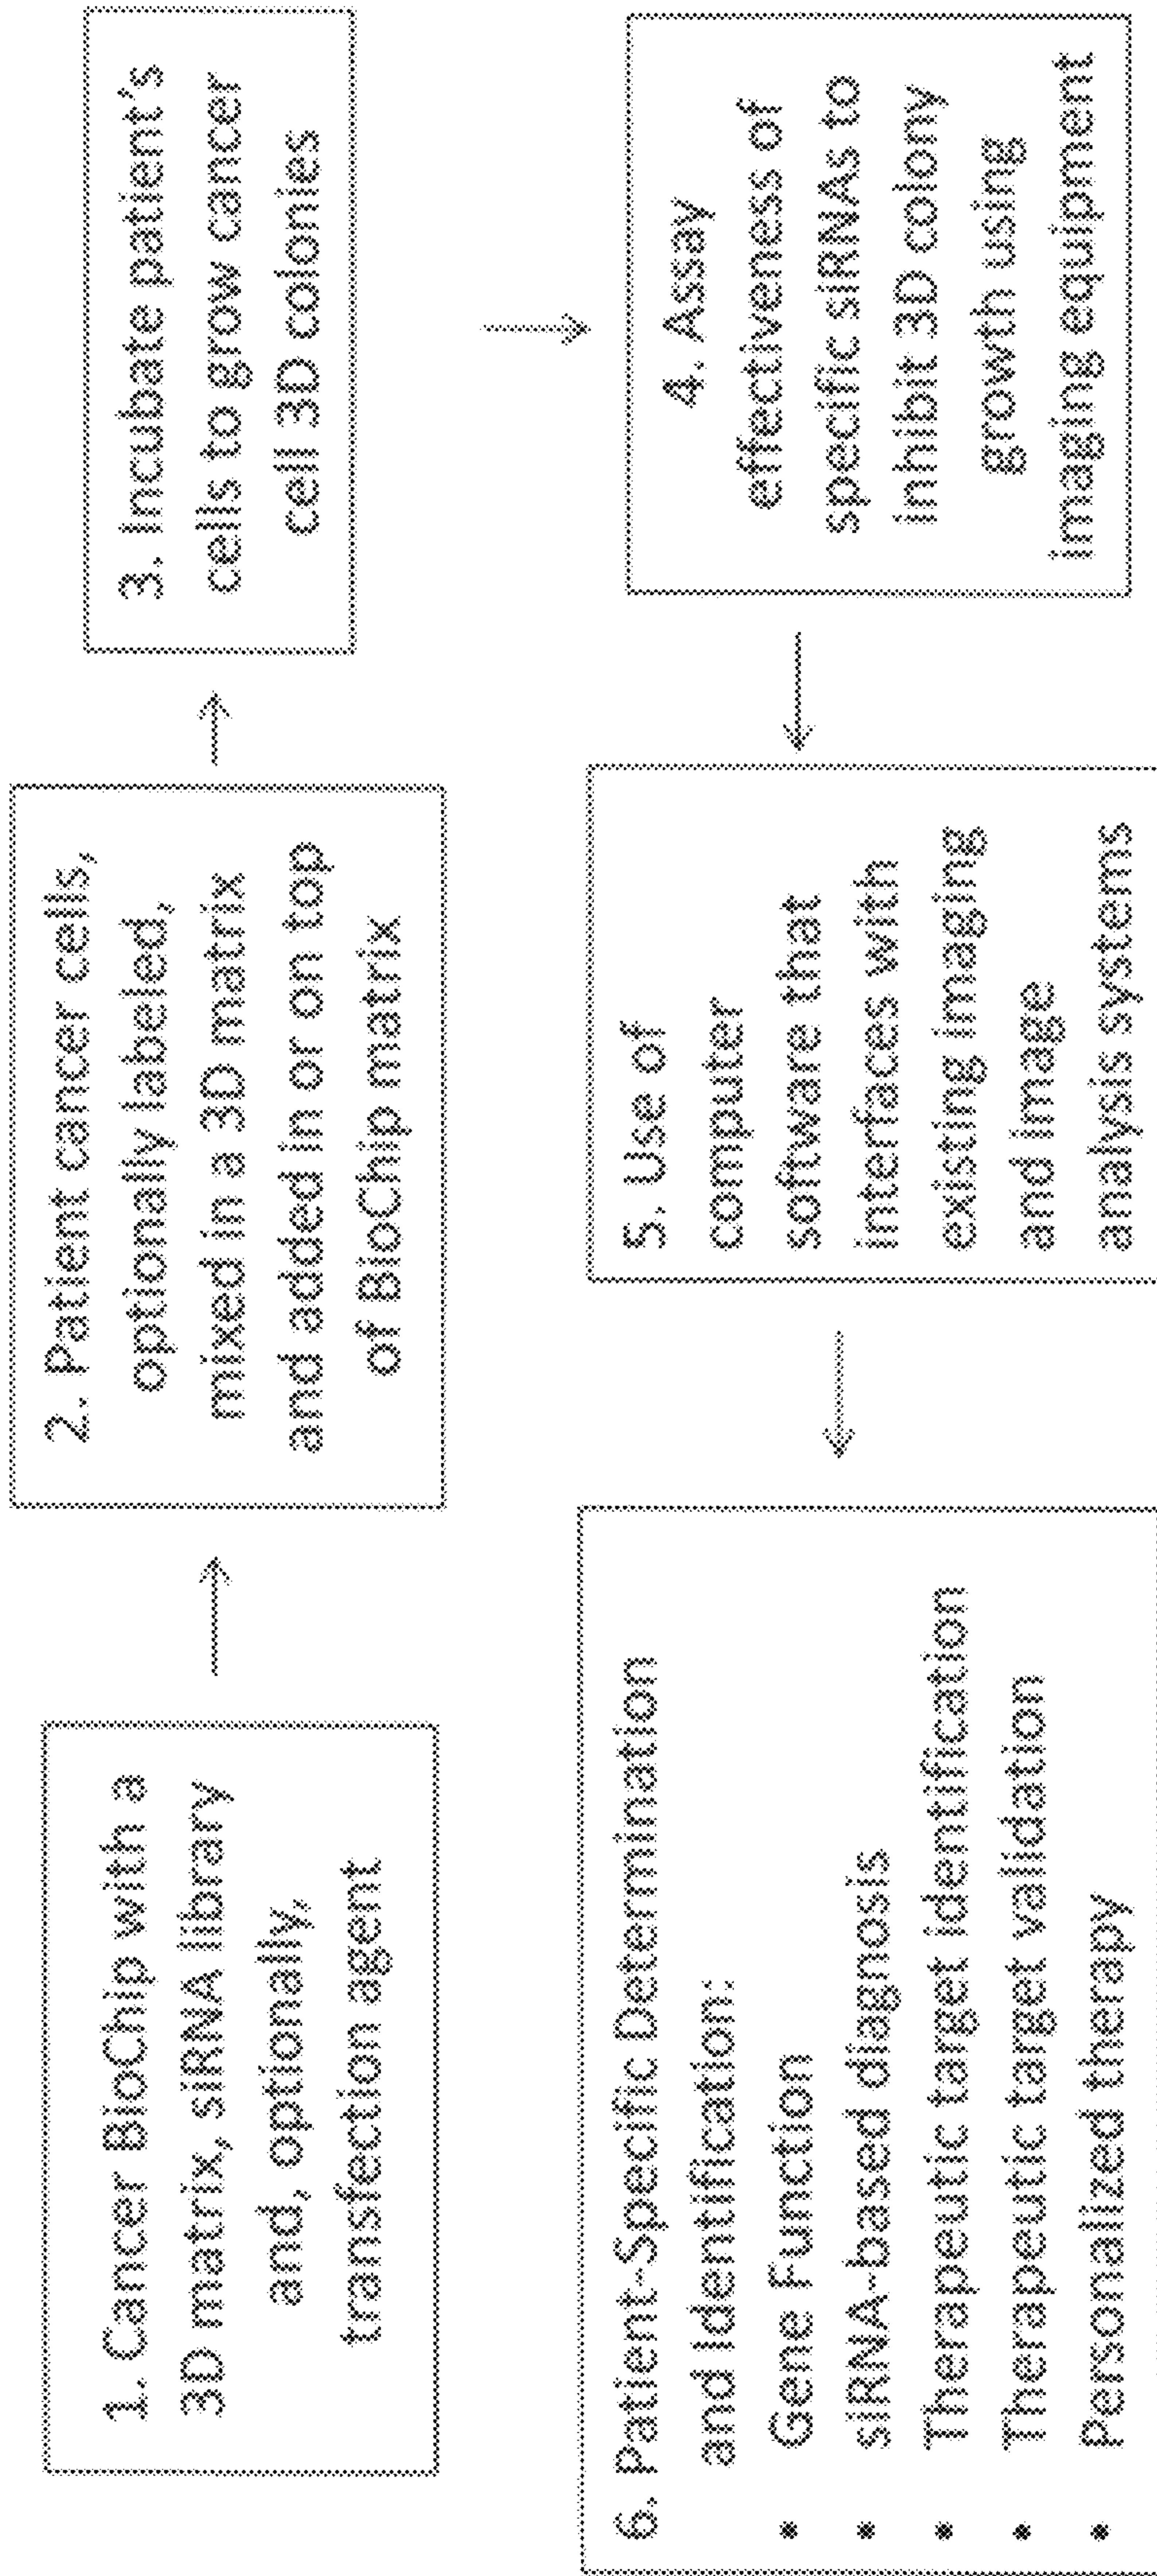 1. Cancer BioChip with a
3D matrix, siRNA library
and, optionally,
transfection agent
2. Patient cancer cells,
optionally labeled,
mixed in a 3D matrix
and added in or on top
of BioChip matrix
3. Incubate patient's
cells to grow cancer
cell 3D colonies
4. Assay
effectiveness of
specific siRNAs to
inhibit 3D colony
growth using
imaging equipment
5. Use of
computer
software that
interfaces with
existing imaging
and image
analysis systems
6. Patient-Specific Determination
and Identification:
• Gene Function
• siRNA-based diagnosis
• Therapeutic target identification
• Therapeutic target validation
• Personalized therapy